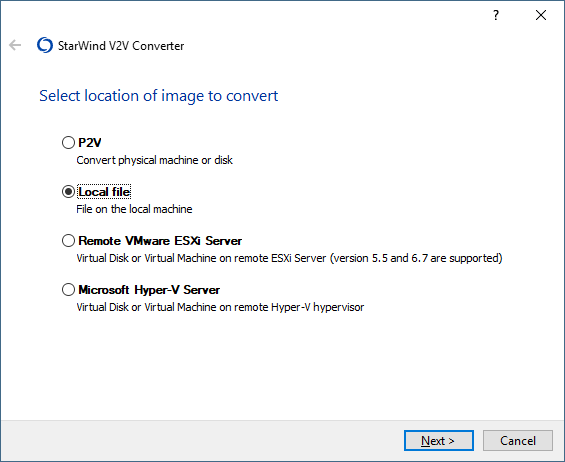 ?
StarWind V2V Converter
Select location of image to convert
P2V
Convert physical machine or disk
Local file
File on the local machine
Remote VMware ESXi Server
Virtual Disk or Virtual Machine on remote ESXi Server (version 5.5 and 6.7 are supported)
Microsoft Hyper-V Server
Virtual Disk or Virtual Machine on remote Hyper-V hypervisor
Next > Cancel